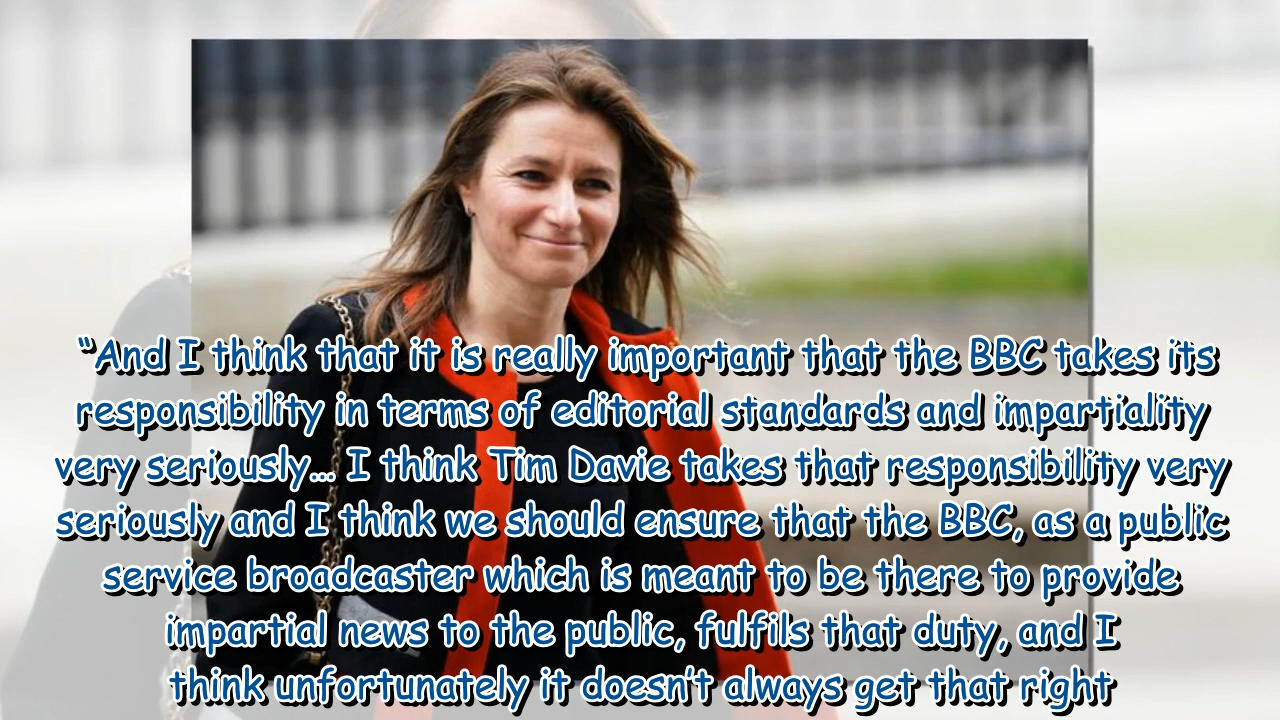 “And I think that it is really important that the BBC takes its
responsibility in terms of editorial standards and impartiality
very seriously... I think Tim Davie takes that responsibility very
seriously and I think we should ensure that the BBC, as a public
service broadcaster which is meant to be there to provide
impartial news to the public, fulfils that duty, and I
think unfortunately it doesn’t always get that right